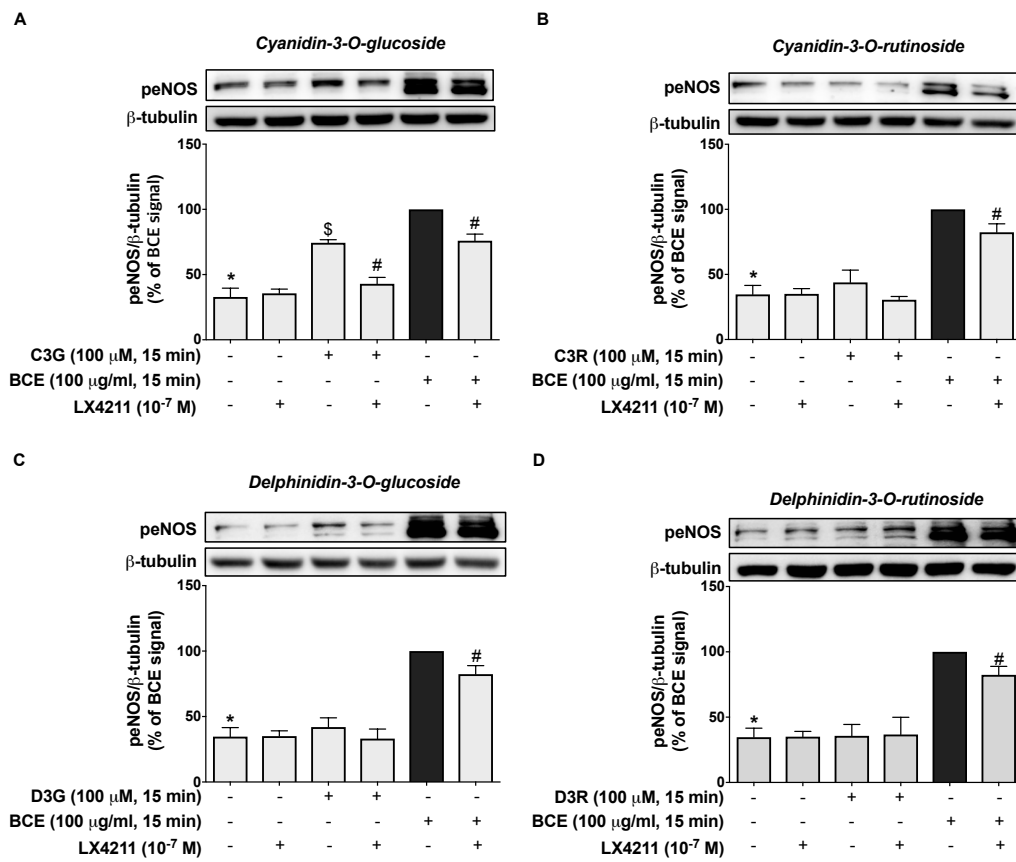 A
Cyanidin-3-O-glucoside
peNOS
β-tubulin
peNOS/β-tubulin
(% of BCE signal)
150
100
50
0
* $ # #
C3G (100 μM, 15 min) - - + + - -
BCE (100 μg/ml, 15 min) - - - - + +
LX4211 (10⁻⁷ M) - + - + - +
B
Cyanidin-3-O-rutinoside
peNOS
β-tubulin
peNOS/β-tubulin
(% of BCE signal)
150
100
50
0
* #
C3R (100 μM, 15 min) - - + + - -
BCE (100 μg/ml, 15 min) - - - - + +
LX4211 (10⁻⁷ M) - + - + - +
C
Delphinidin-3-O-glucoside
peNOS
β-tubulin
peNOS/β-tubulin
(% of BCE signal)
150
100
50
0
* #
D3G (100 μM, 15 min) - - + + - -
BCE (100 μg/ml, 15 min) - - - - + +
LX4211 (10⁻⁷ M) - + - + - +
D
Delphinidin-3-O-rutinoside
peNOS
β-tubulin
peNOS/β-tubulin
(% of BCE signal)
150
100
50
0
* #
D3R (100 μM, 15 min) - - + + - -
BCE (100 μg/ml, 15 min) - - - - + +
LX4211 (10⁻⁷ M) - + - + - +